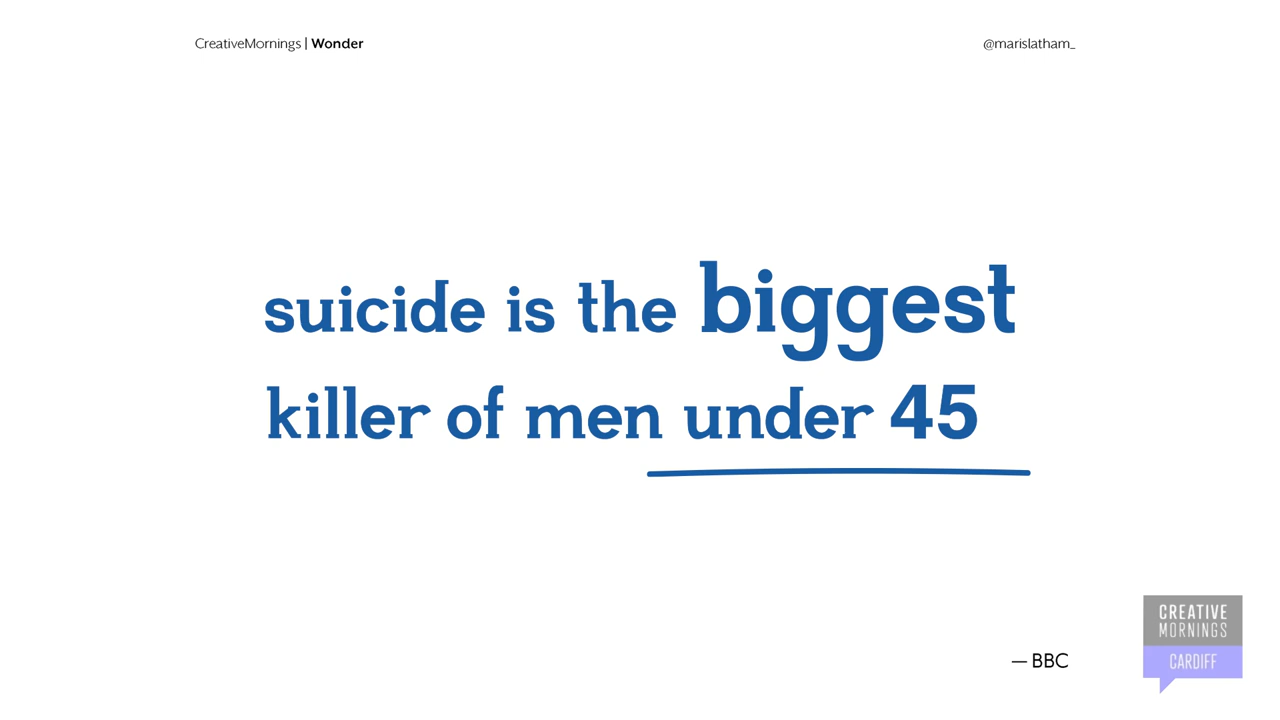 CreativeMornings | Wonder
@marislatham_
suicide is the biggest
killer of men under 45
— BBC
CREATIVE
MORNINGS
CARDIFF